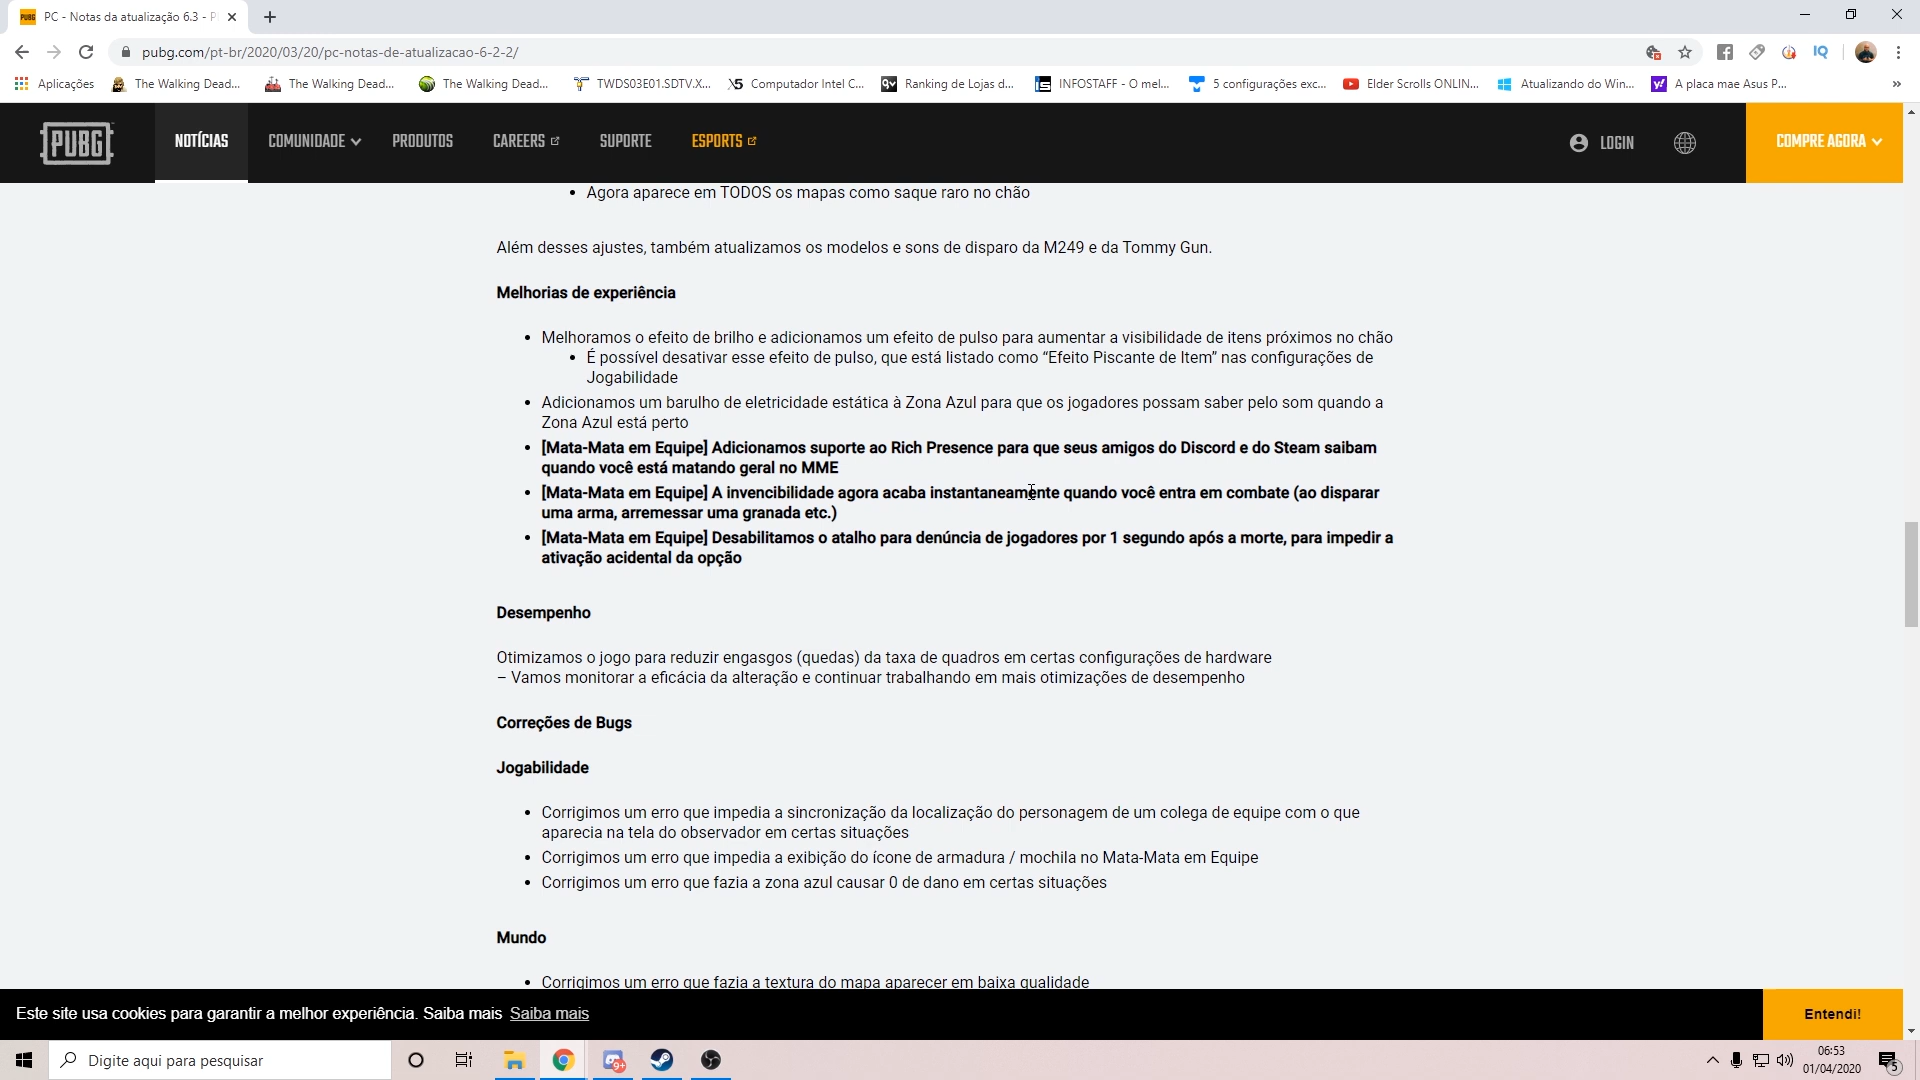 PC - Notas da atualização 6.3 - P
pubg.com/pt-br/2020/03/20/pc-notas-de-atualizacao-6-2-2/
IQ
Aplicações
The Walking Dead...
The Walking Dead...
The Walking Dead...
TWDS03E01.SDTV.X...
Computador Intel C...
Ranking de Lojas d...
INFOSTAFF - O mel...
5 configurações exc...
Elder Scrolls ONLIN...
Atualizando do Win...
A placa mae Asus P...
»
PUBG
NOTÍCIAS
COMUNIDADE
PRODUTOS
CAREERS
SUPORTE
ESPORTS
LOGIN
COMPRE AGORA
• Agora aparece em TODOS os mapas como saque raro no chão
Além desses ajustes, também atualizamos os modelos e sons de disparo da M249 e da Tommy Gun.
Melhorias de experiência
• Melhoramos o efeito de brilho e adicionamos um efeito de pulso para aumentar a visibilidade de itens próximos no chão
• É possível desativar esse efeito de pulso, que está listado como “Efeito Piscante de Item” nas configurações de
Jogabilidade
• Adicionamos um barulho de eletricidade estática à Zona Azul para que os jogadores possam saber pelo som quando a
Zona Azul está perto
• [Mata-Mata em Equipe] Adicionamos suporte ao Rich Presence para que seus amigos do Discord e do Steam saibam
quando você está matando geral no MME
• [Mata-Mata em Equipe] A invencibilidade agora acaba instantaneamente quando você entra em combate (ao disparar
uma arma, arremessar uma granada etc.)
• [Mata-Mata em Equipe] Desabilitamos o atalho para denúncia de jogadores por 1 segundo após a morte, para impedir a
ativação acidental da opção
Desempenho
Otimizamos o jogo para reduzir engasgos (quedas) da taxa de quadros em certas configurações de hardware
– Vamos monitorar a eficácia da alteração e continuar trabalhando em mais otimizações de desempenho
Correções de Bugs
Jogabilidade
• Corrigimos um erro que impedia a sincronização da localização do personagem de um colega de equipe com o que
aparecia na tela do observador em certas situações
• Corrigimos um erro que impedia a exibição do ícone de armadura / mochila no Mata-Mata em Equipe
• Corrigimos um erro que fazia a zona azul causar 0 de dano em certas situações
Mundo
• Corrigimos um erro que fazia a textura do mapa aparecer em baixa qualidade
Este site usa cookies para garantir a melhor experiência. Saiba mais Saiba mais
Entendi!
Digite aqui para pesquisar
9+
06:53
01/04/2020
5